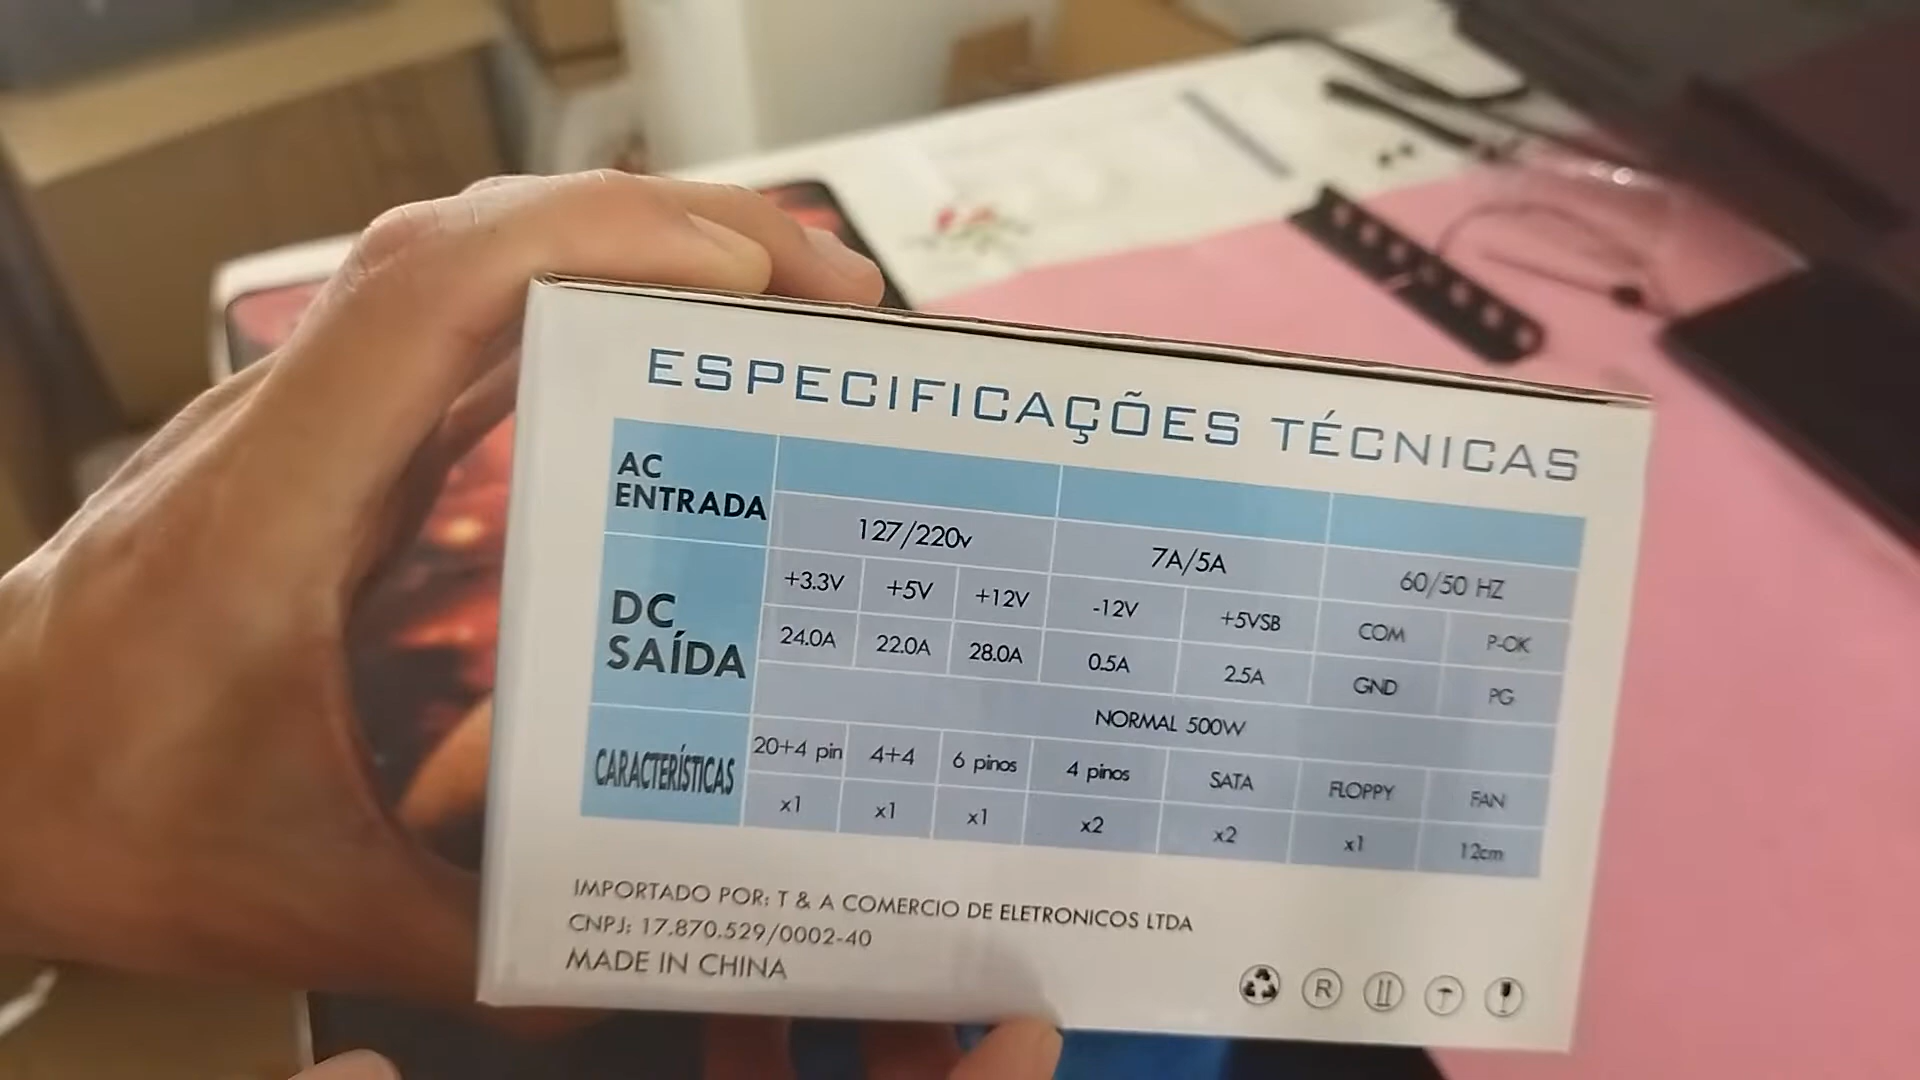 ESPECIFICAÇÕES TÉCNICAS
AC
ENTRADA
127/220v 7A/5A 60/50 HZ
DC
SAÍDA
+3.3V +5V +12V -12V +5VSB COM P-OK
24.0A 22.0A 28.0A 0.5A 2.5A GND PG
NORMAL 500W
CARACTERÍSTICAS
20+4 pin 4+4 6 pinos 4 pinos SATA FLOPPY FAN
x1 x1 x1 x2 x2 x1 12cm
IMPORTADO POR: T & A COMERCIO DE ELETRONICOS LTDA
CNPJ: 17.870.529/0002-40
MADE IN CHINA
R